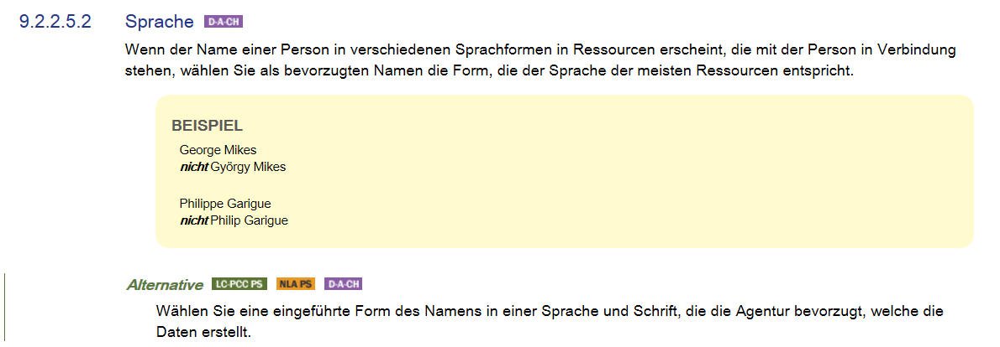 9.2.2.5.2 Sprache D-A-CH
Wenn der Name einer Person in verschiedenen Sprachformen in Ressourcen erscheint, die mit der Person in Verbindung
stehen, wählen Sie als bevorzugten Namen die Form, die der Sprache der meisten Ressourcen entspricht.
BEISPIEL
George Mikes
nicht György Mikes
Philippe Garigue
nicht Philip Garigue
Alternative LC-PCC PS NLA PS D-A-CH
Wählen Sie eine eingeführte Form des Namens in einer Sprache und Schrift, die die Agentur bevorzugt, welche die
Daten erstellt.